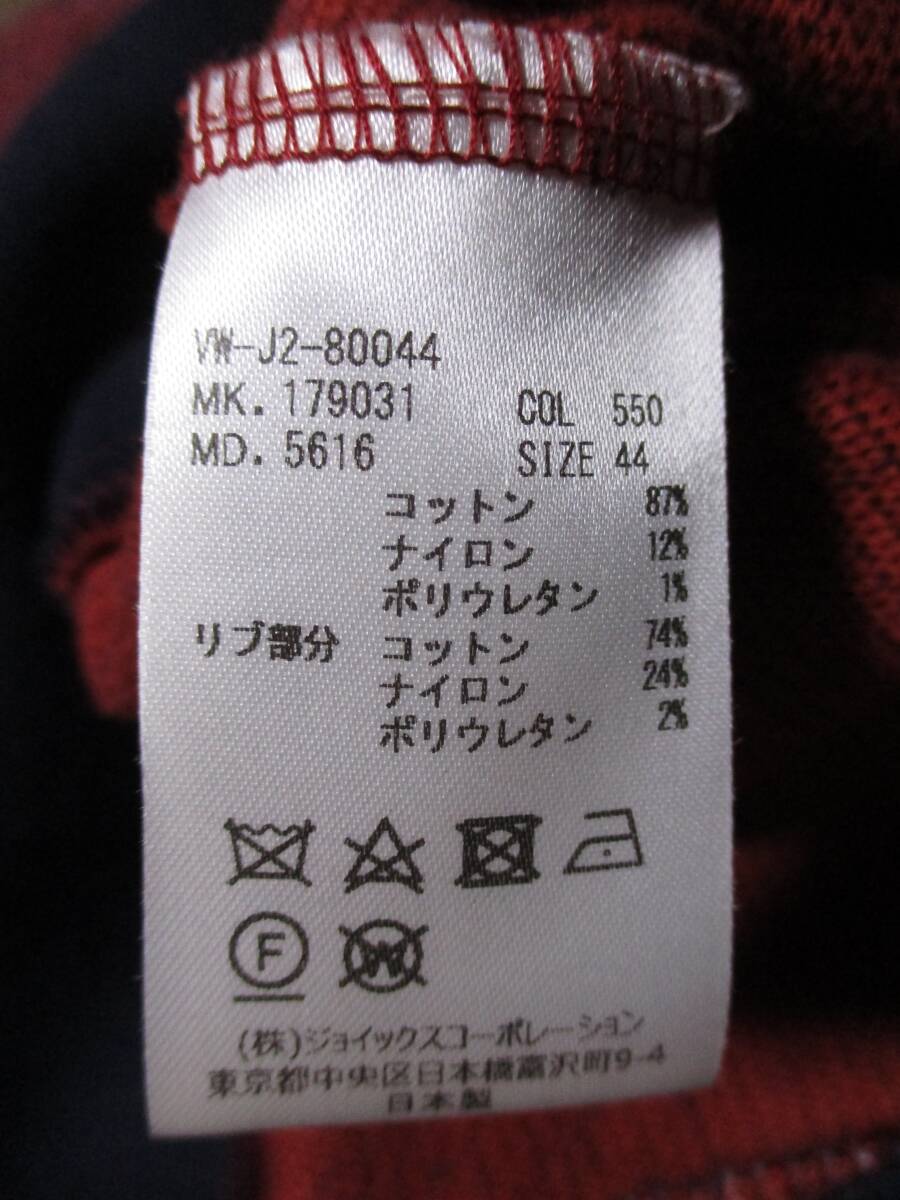 VW-J2-80044
MK. 179031 COL 550
MD. 5616 SIZE 44
コットン 87%
ナイロン 12%
ポリウレタン 1%
リブ部分 コットン 74%
ナイロン 24%
ポリウレタン 2%
F W
(株)ジョイックスコーポレーション
東京都中央区日本橋富沢町9-4
日本製